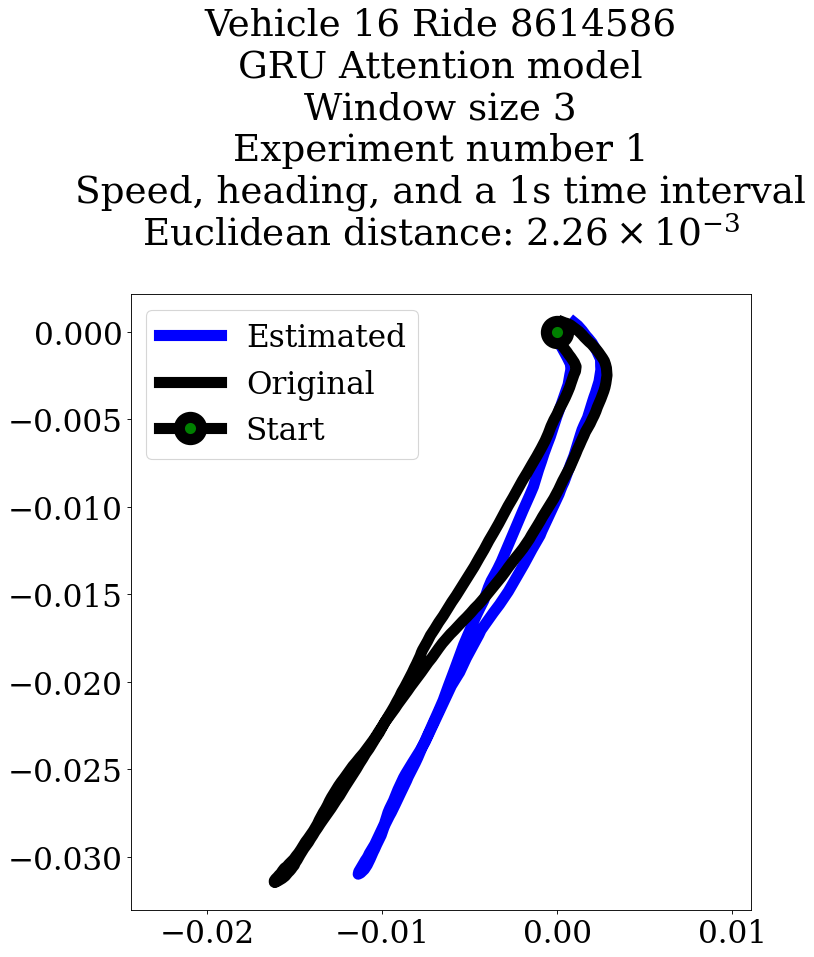 Vehicle 16 Ride 8614586
GRU Attention model
Window size 3
Experiment number 1
Speed, heading, and a 1s time interval
Euclidean distance: 2.26 × 10⁻³
Estimated
Original
Start
0.000
−0.005
−0.010
−0.015
−0.020
−0.025
−0.030
−0.02 −0.01 0.00 0.01